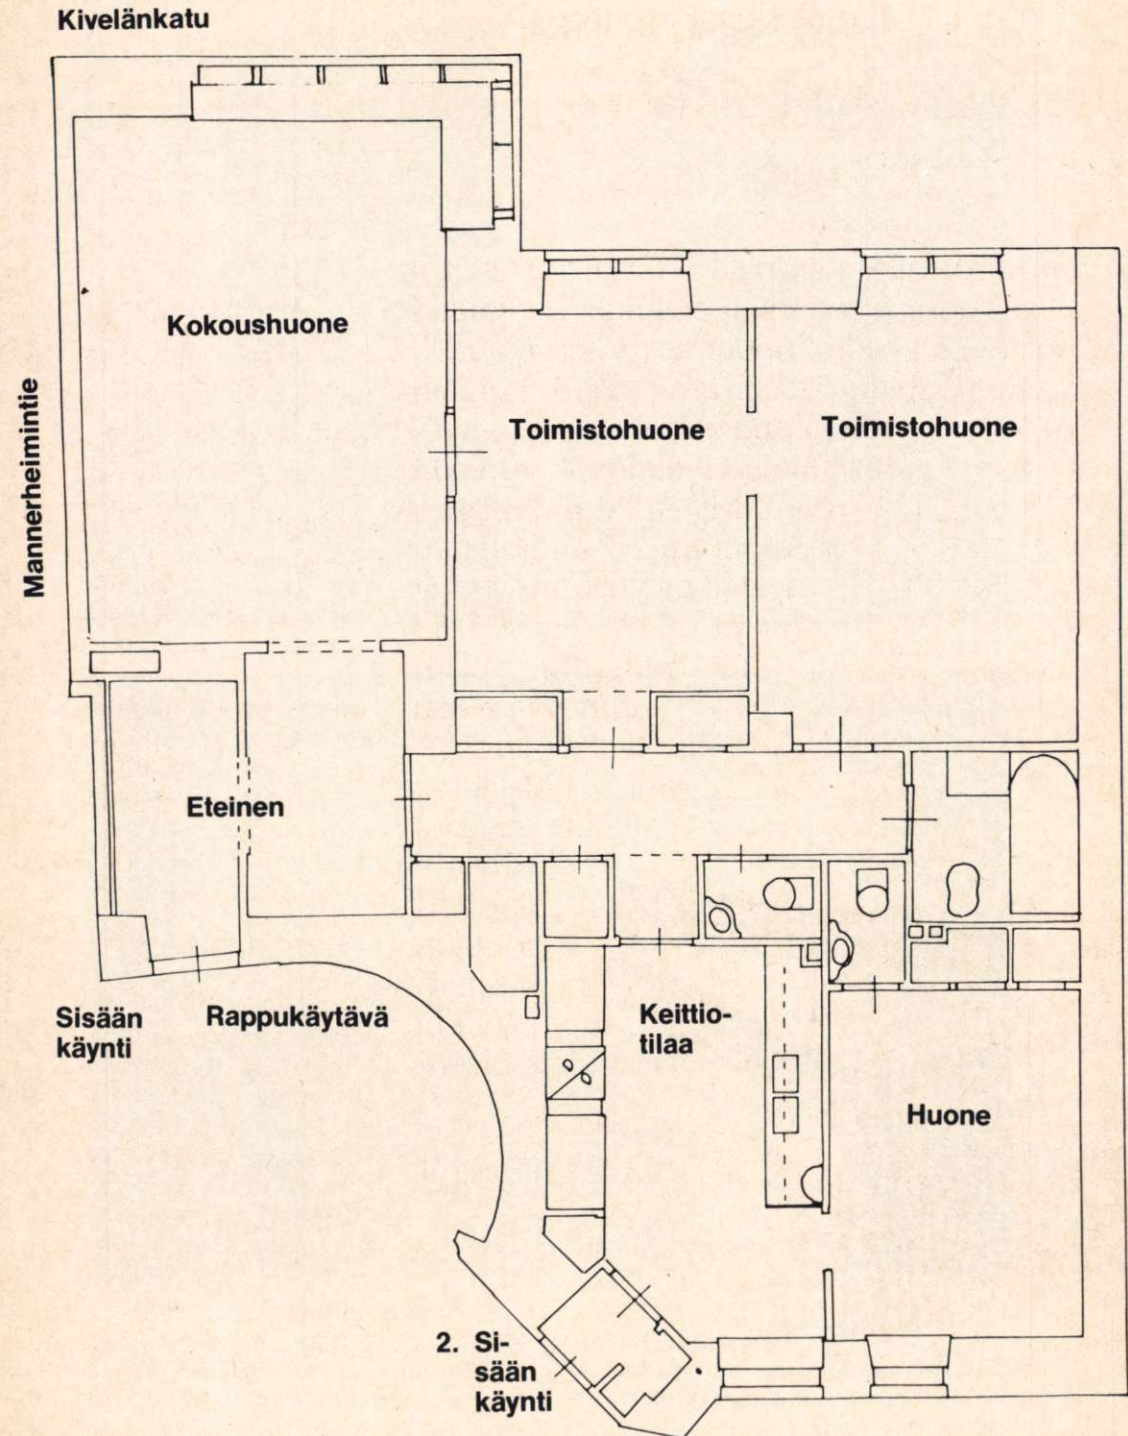 Kivelänkatu
Kokoushuone
Mannerheimintie
Toimistohuone
Toimistohuone
Eteinen
Sisään
käynti
Rappukäytävä
Keittio-
tilaa
Huone
2. Si-
sään
käynti